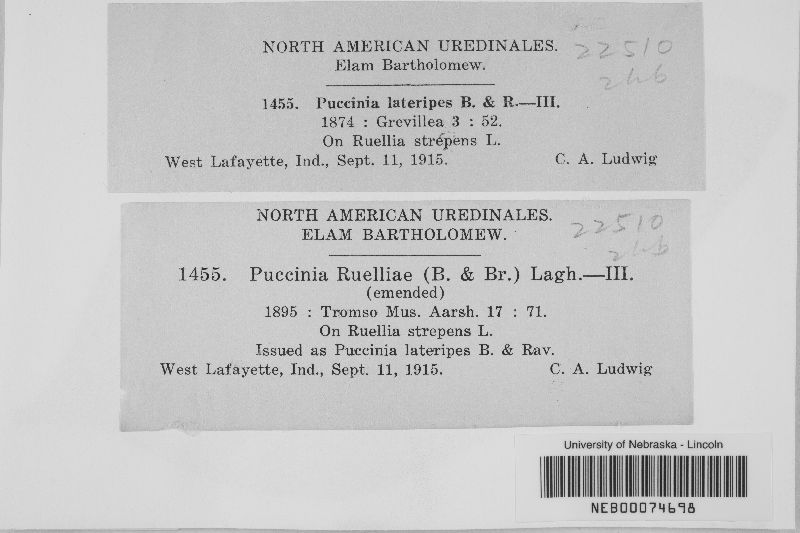 NORTH AMERICAN UREDINALES.
Elam Bartholomew.
22510
1455. Puccinia lateripes B. & R.—III.
1874 : Grevillea 3 : 52.
On Ruellia strepens L.
West Lafayette, Ind., Sept. 11, 1915. C. A. Ludwig
NORTH AMERICAN UREDINALES.
ELAM BARTHOLOMEW.
22510
1455. Puccinia Ruelliae (B. & Br.) Lagh.—III.
(emended)
1895 : Tromso Mus. Aarsh. 17 : 71.
On Ruellia strepens L.
Issued as Puccinia lateripes B. & Rav.
West Lafayette, Ind., Sept. 11, 1915. C. A. Ludwig
University of Nebraska - Lincoln
NEB00074698